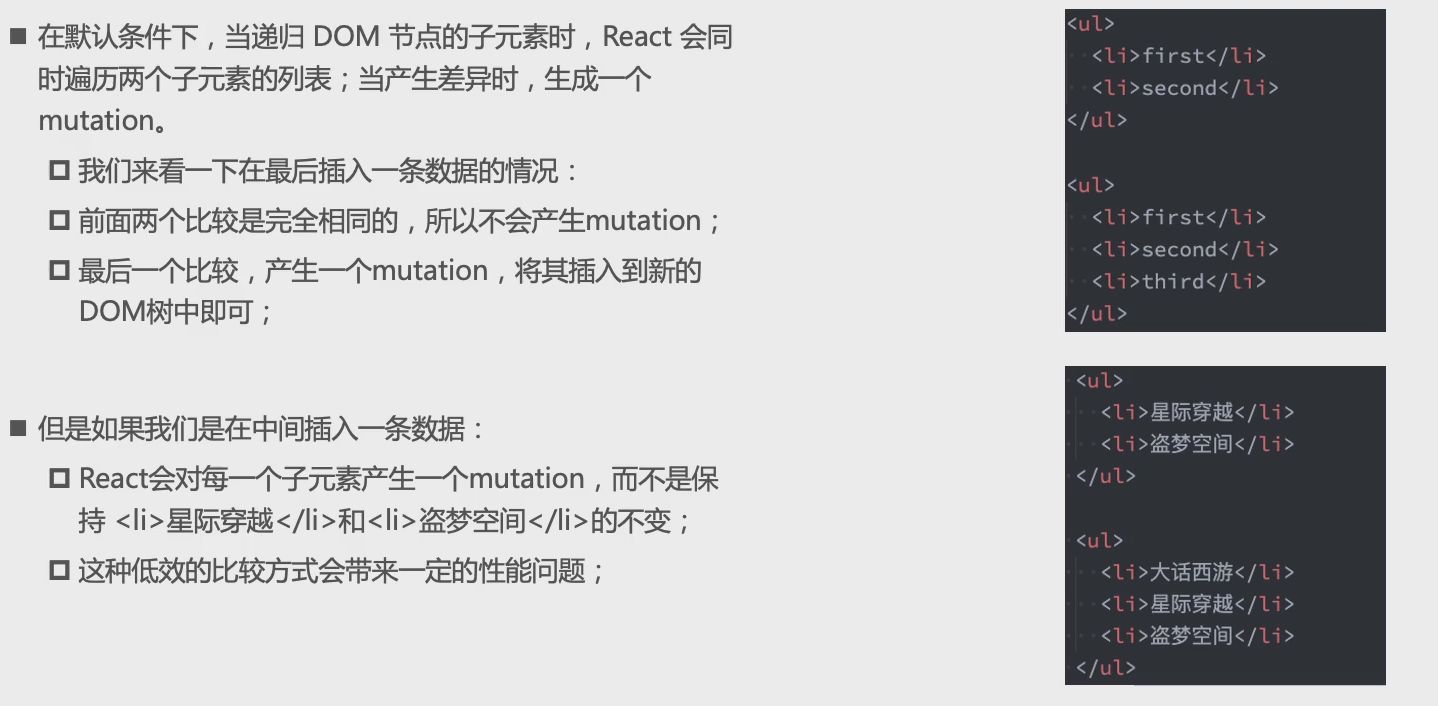 ■ 在默认条件下，当递归 DOM 节点的子元素时，React 会同
时遍历两个子元素的列表；当产生差异时，生成一个
mutation。
我们来看一下在最后插入一条数据的情况：
前面两个比较是完全相同的，所以不会产生mutation；
最后一个比较，产生一个mutation，将其插入到新的
DOM树中即可；
■ 但是如果我们是在中间插入一条数据：
React会对每一个子元素产生一个mutation，而不是保
持 <li>星际穿越</li>和<li>盗梦空间</li>的不变；
这种低效的比较方式会带来一定的性能问题；
<ul>
<li>first</li>
<li>second</li>
</ul>
<ul>
<li>first</li>
<li>second</li>
<li>third</li>
</ul>
<ul>
<li>星际穿越</li>
<li>盗梦空间</li>
</ul>
<ul>
<li>大话西游</li>
<li>星际穿越</li>
<li>盗梦空间</li>
</ul>